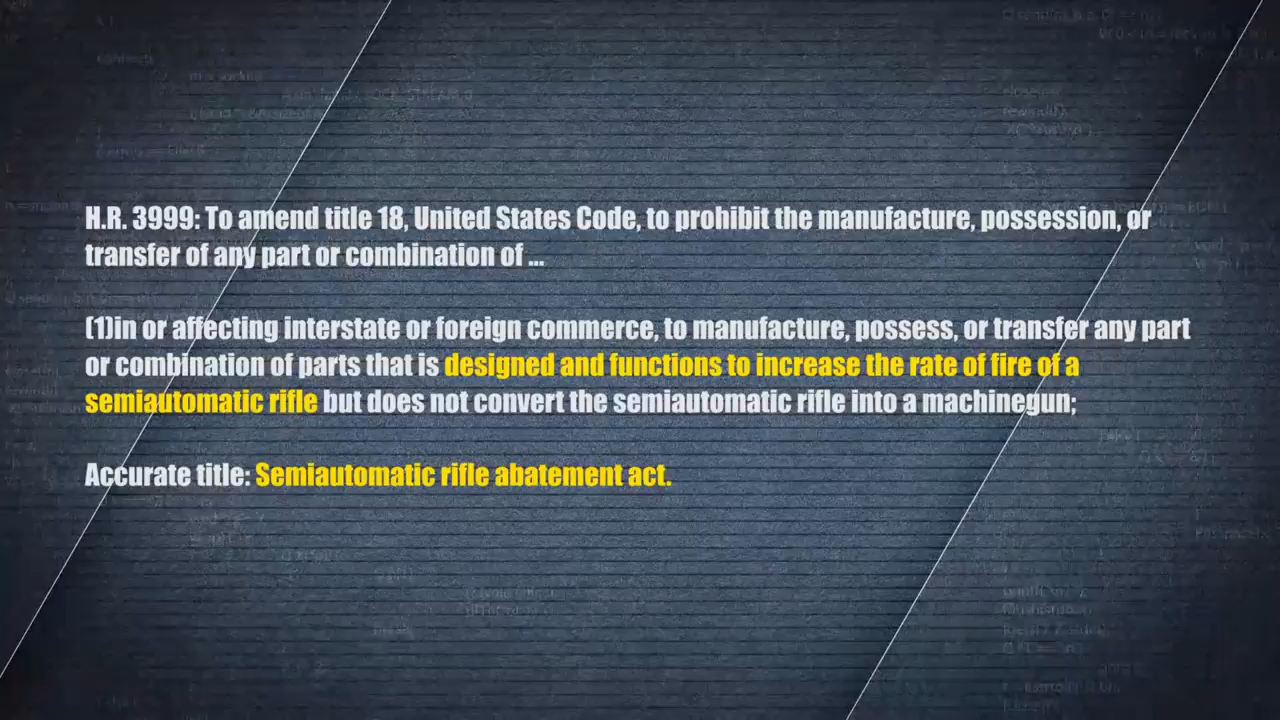 H.R. 3999: To amend title 18, United States Code, to prohibit the manufacture, possession, or
transfer of any part or combination of ...
(1)in or affecting interstate or foreign commerce, to manufacture, possess, or transfer any part
or combination of parts that is designed and functions to increase the rate of fire of a
semiautomatic rifle but does not convert the semiautomatic rifle into a machinegun;
Accurate title: Semiautomatic rifle abatement act.